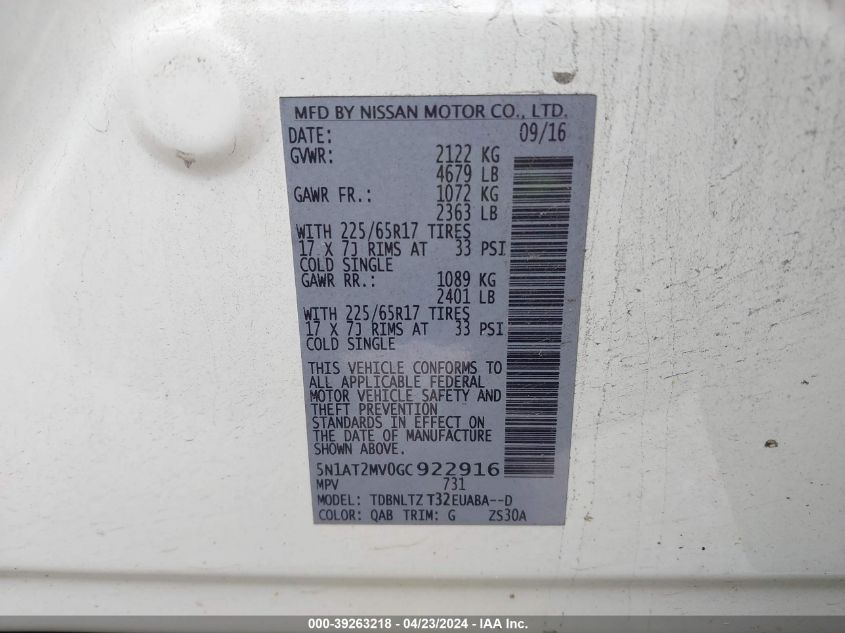 MFD BY NISSAN MOTOR CO., LTD.
DATE: 09/16
GVWR: 2122 KG
4679 LB
GAWR FR.: 1072 KG
2363 LB
WITH 225/65R17 TIRES
17 X 7J RIMS AT 33 PSI
COLD SINGLE
GAWR RR.: 1089 KG
2401 LB
WITH 225/65R17 TIRES
17 X 7J RIMS AT 33 PSI
COLD SINGLE
THIS VEHICLE CONFORMS TO
ALL APPLICABLE FEDERAL
MOTOR VEHICLE SAFETY AND
THEFT PREVENTION
STANDARDS IN EFFECT ON
THE DATE OF MANUFACTURE
SHOWN ABOVE.
5N1AT2MV0GC922916
MPV 731
MODEL: TDBNLTZ T32EUABA--D
COLOR: QAB TRIM: G ZS30A
000-39263218 - 04/23/2024 - IAA Inc.